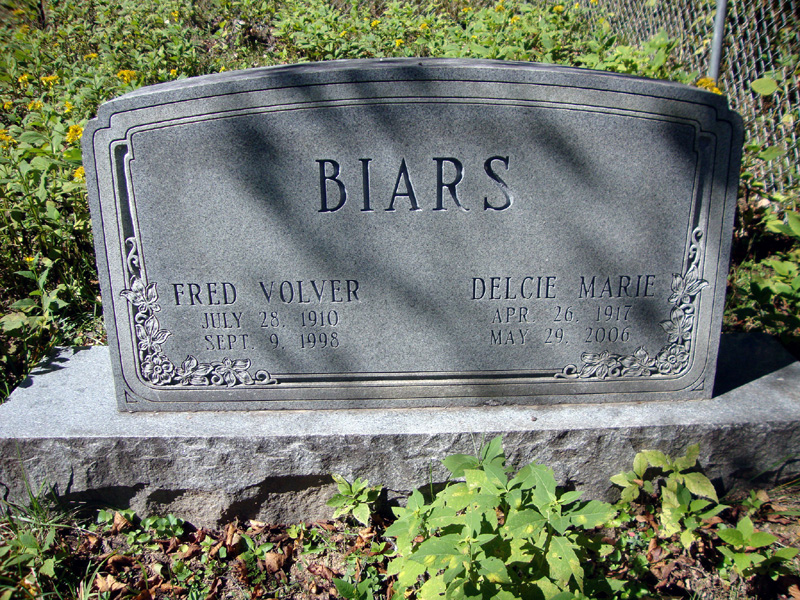 BIARS
FRED VOLVER
JULY 28, 1910
SEPT. 9, 1998
DELCIE MARIE
APR. 26, 1917
MAY 29, 2006